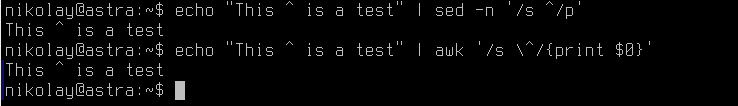 nikolay@astra:~$ echo "This ^ is a test" | sed -n '/s ^/p'
This ^ is a test
nikolay@astra:~$ echo "This ^ is a test" | awk '/s \^/{print $0}'
This ^ is a test
nikolay@astra:~$